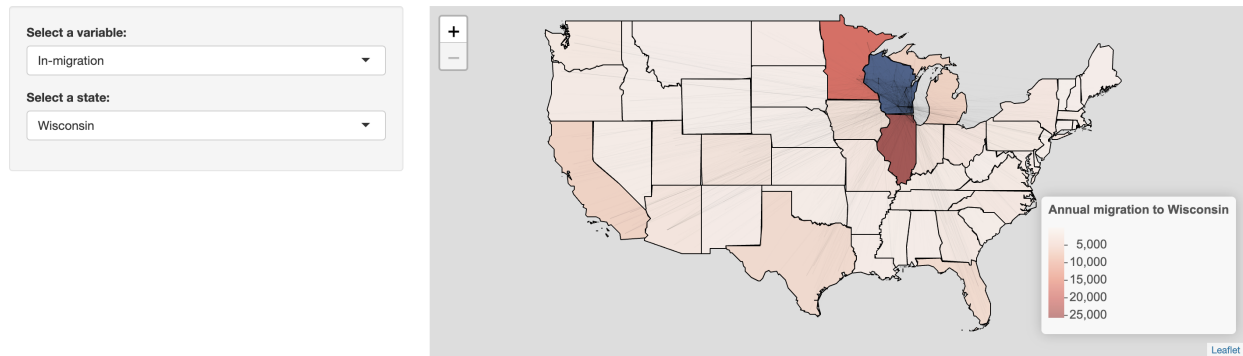 Select a variable:
In-migration
Select a state:
Wisconsin
+
−
Annual migration to Wisconsin
5,000
10,000
15,000
20,000
25,000
Leaflet